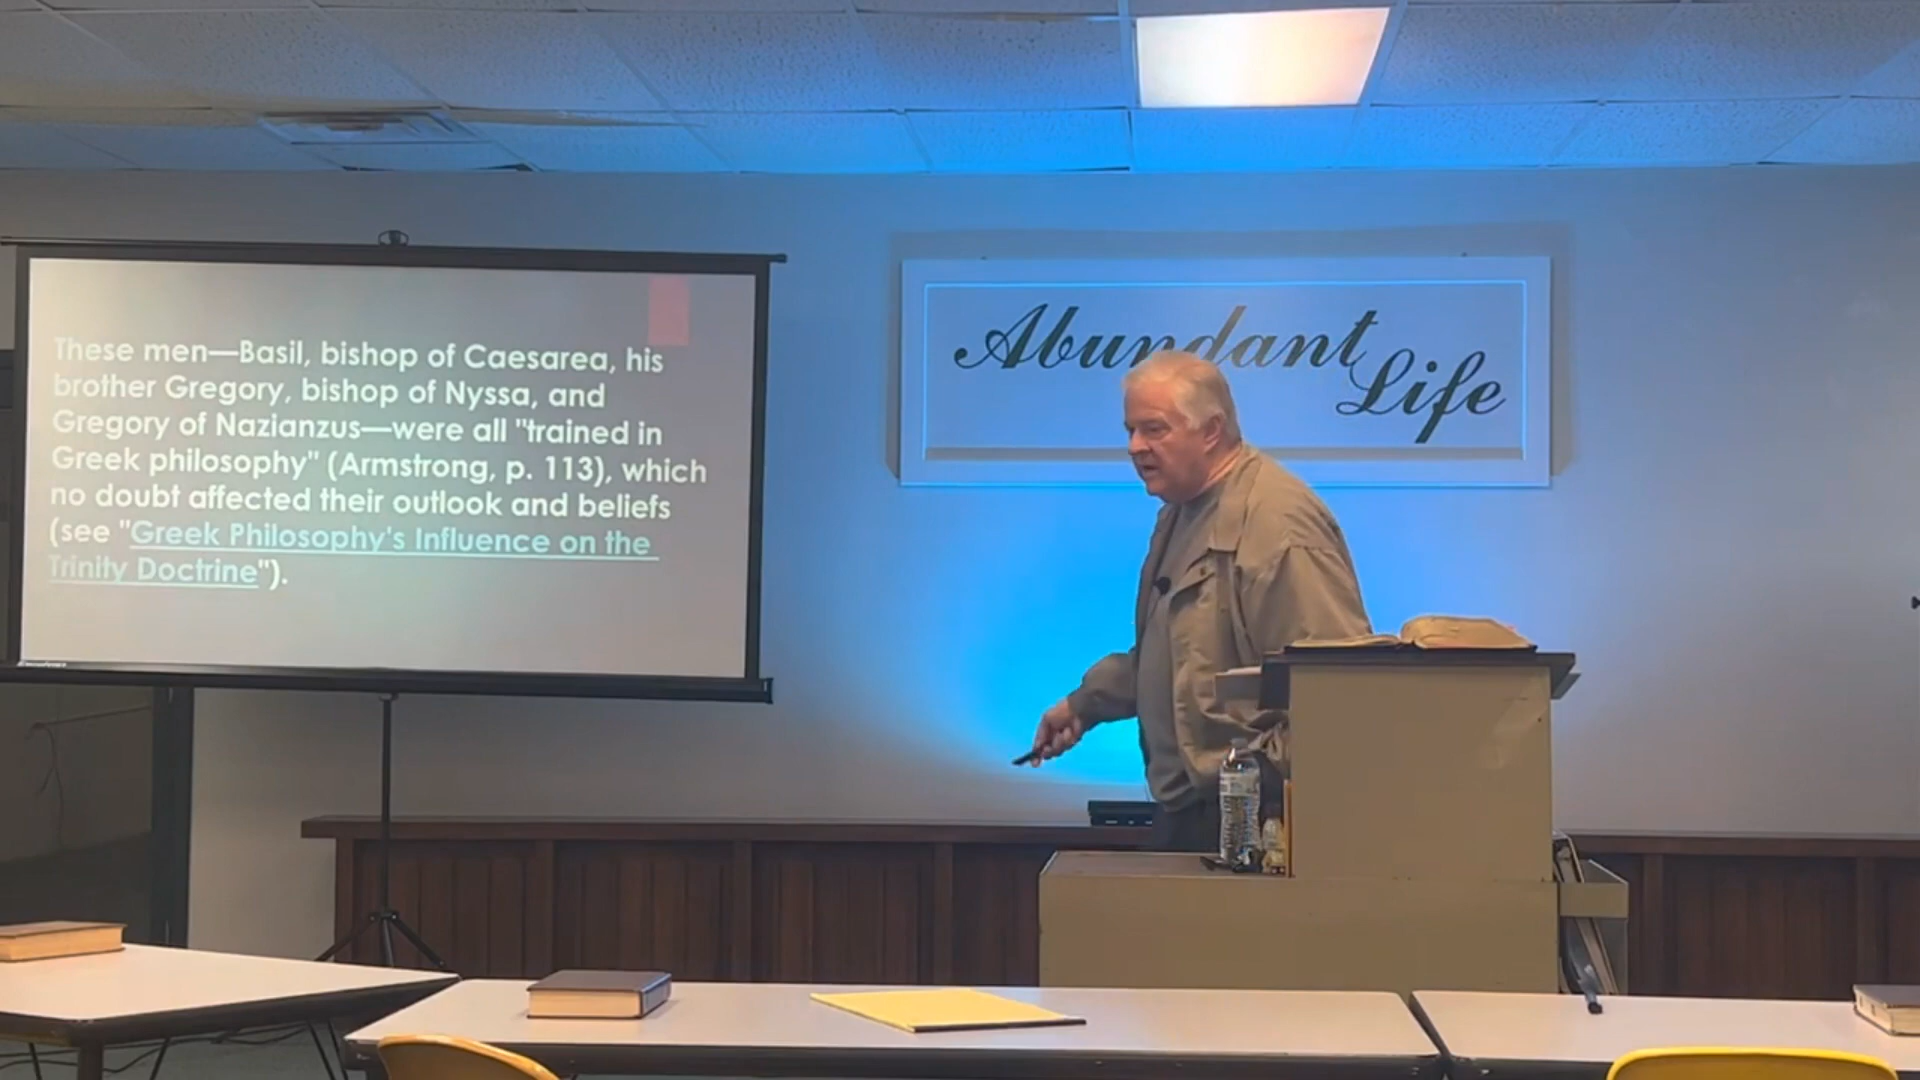 These men—Basil, bishop of Caesarea, his
brother Gregory, bishop of Nyssa, and
Gregory of Nazianzus—were all "trained in
Greek philosophy" (Armstrong, p. 113), which
no doubt affected their outlook and beliefs
(see "Greek Philosophy's Influence on the
Trinity Doctrine").
Abundant
Life